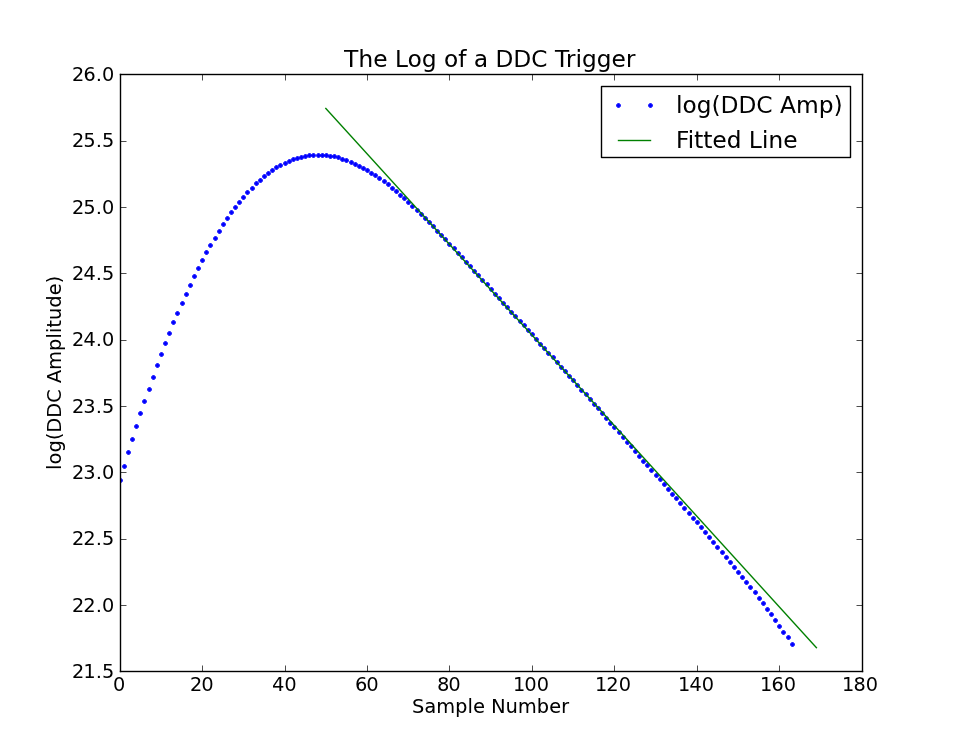 The Log of a DDC Trigger
log(DDC Amp)
Fitted Line
log(DDC Amplitude)
26.0
25.5
25.0
24.5
24.0
23.5
23.0
22.5
22.0
21.5
0 20 40 60 80 100 120 140 160 180
Sample Number